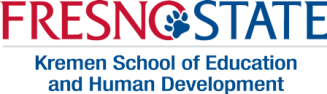 FRESNO STATE
Kremen School of Education
and Human Development